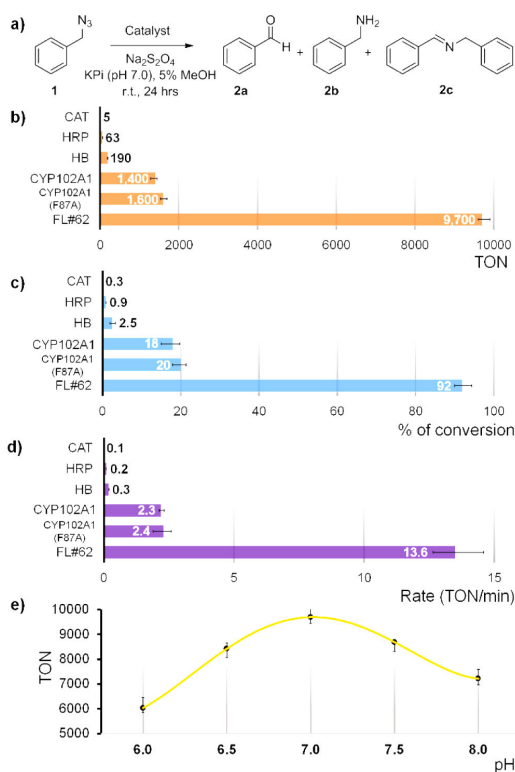 a)
N₃
Catalyst
Na₂S₂O₄
KPi (pH 7.0), 5% MeOH
r.t., 24 hrs
O
H
+
NH₂
+
N
1
2a
2b
2c
b)
CAT 5
HRP 63
HB 190
CYP102A1 1,400
CYP102A1 1,600
(F87A)
FL#62 9,700
0 2000 4000 6000 8000 10000
TON
c)
CAT 0.3
HRP 0.9
HB 2.5
CYP102A1 18
CYP102A1 20
(F87A)
FL#62 92
0 20 40 60 80 100
% of conversion
d)
CAT 0.1
HRP 0.2
HB 0.3
CYP102A1 2.3
CYP102A1 2.4
(F87A)
FL#62 13.6
0 5 10 15
Rate (TON/min)
e)
10000
9000
8000
7000
6000
5000
TON
6.0 6.5 7.0 7.5 8.0
pH